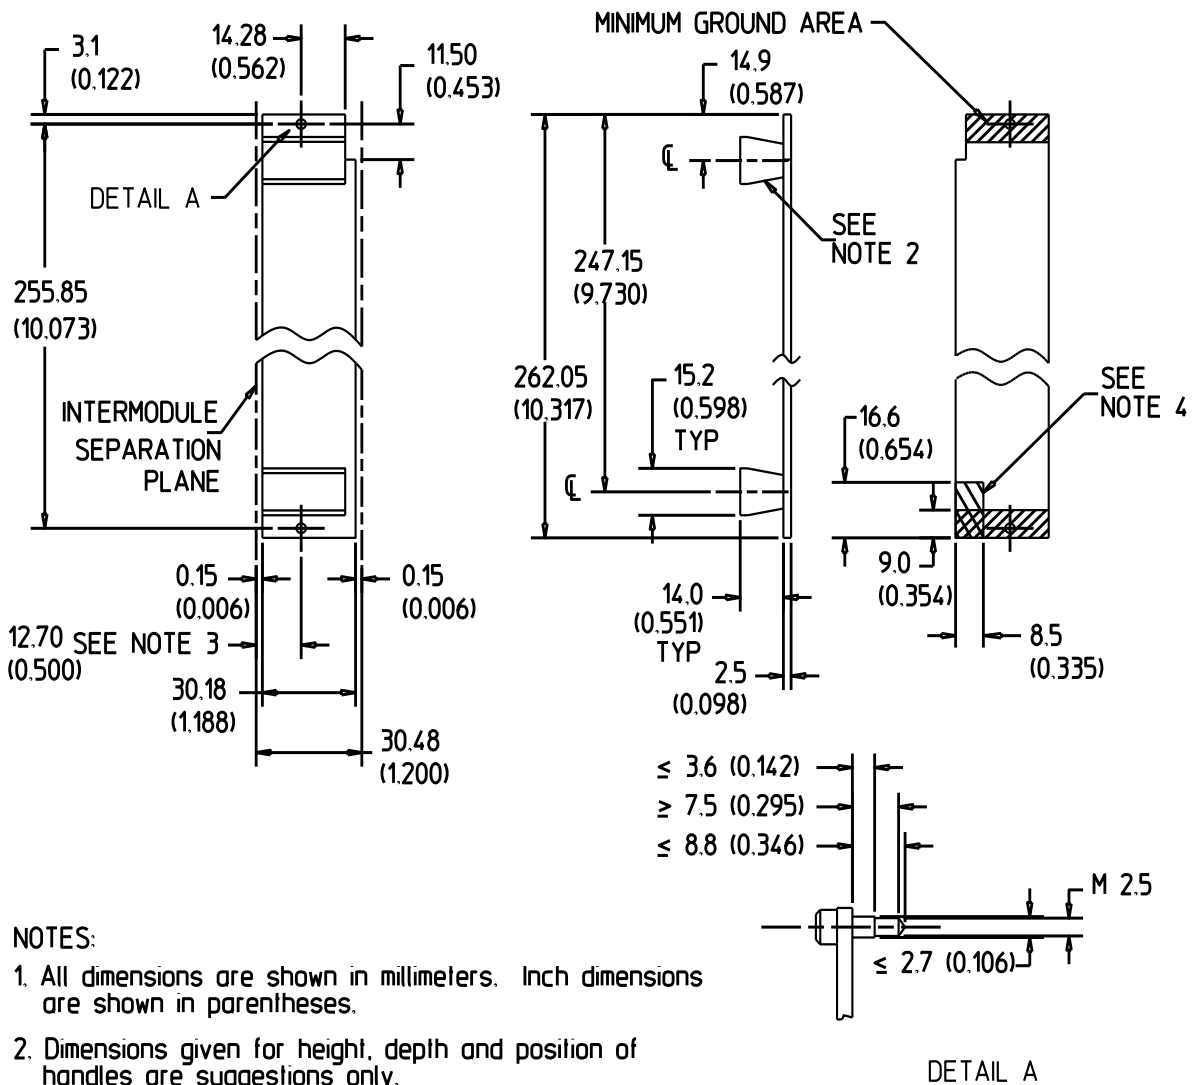 MINIMUM GROUND AREA
3.1
(0.122)
14.28
(0.562)
11.50
(0.453)
14.9
(0.587)
DETAIL A
℄
SEE
NOTE 2
247.15
(9.730)
255.85
(10.073)
262.05
(10.317)
15.2
(0.598)
TYP
SEE
NOTE 4
16.6
(0.654)
INTERMODULE
SEPARATION
PLANE
℄
0.15
(0.006)
0.15
(0.006)
9.0
(0.354)
14.0
(0.551)
TYP
12.70 SEE NOTE 3
(0.500)
8.5
(0.335)
2.5
(0.098)
30.18
(1.188)
30.48
(1.200)
≤ 3.6 (0.142)
≥ 7.5 (0.295)
≤ 8.8 (0.346)
M 2.5
≤ 2.7 (0.106)
NOTES:
1. All dimensions are shown in millimeters. Inch dimensions
are shown in parentheses.
2. Dimensions given for height, depth and position of
handles are suggestions only.
DETAIL A